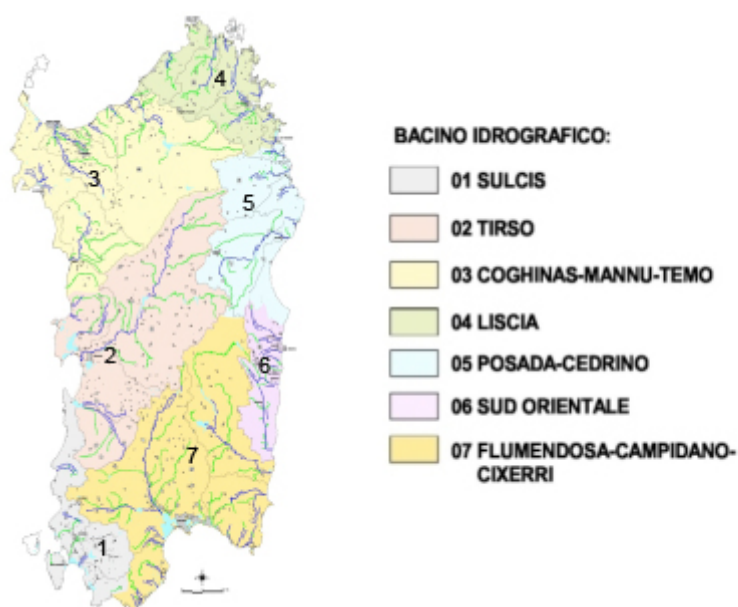 4
3
5
2
6
7
1
BACINO IDROGRAFICO:
01 SULCIS
02 TIRSO
03 COGHINAS-MANNU-TEMO
04 LISCIA
05 POSADA-CEDRINO
06 SUD ORIENTALE
07 FLUMENDOSA-CAMPIDANO-
CIXERRI